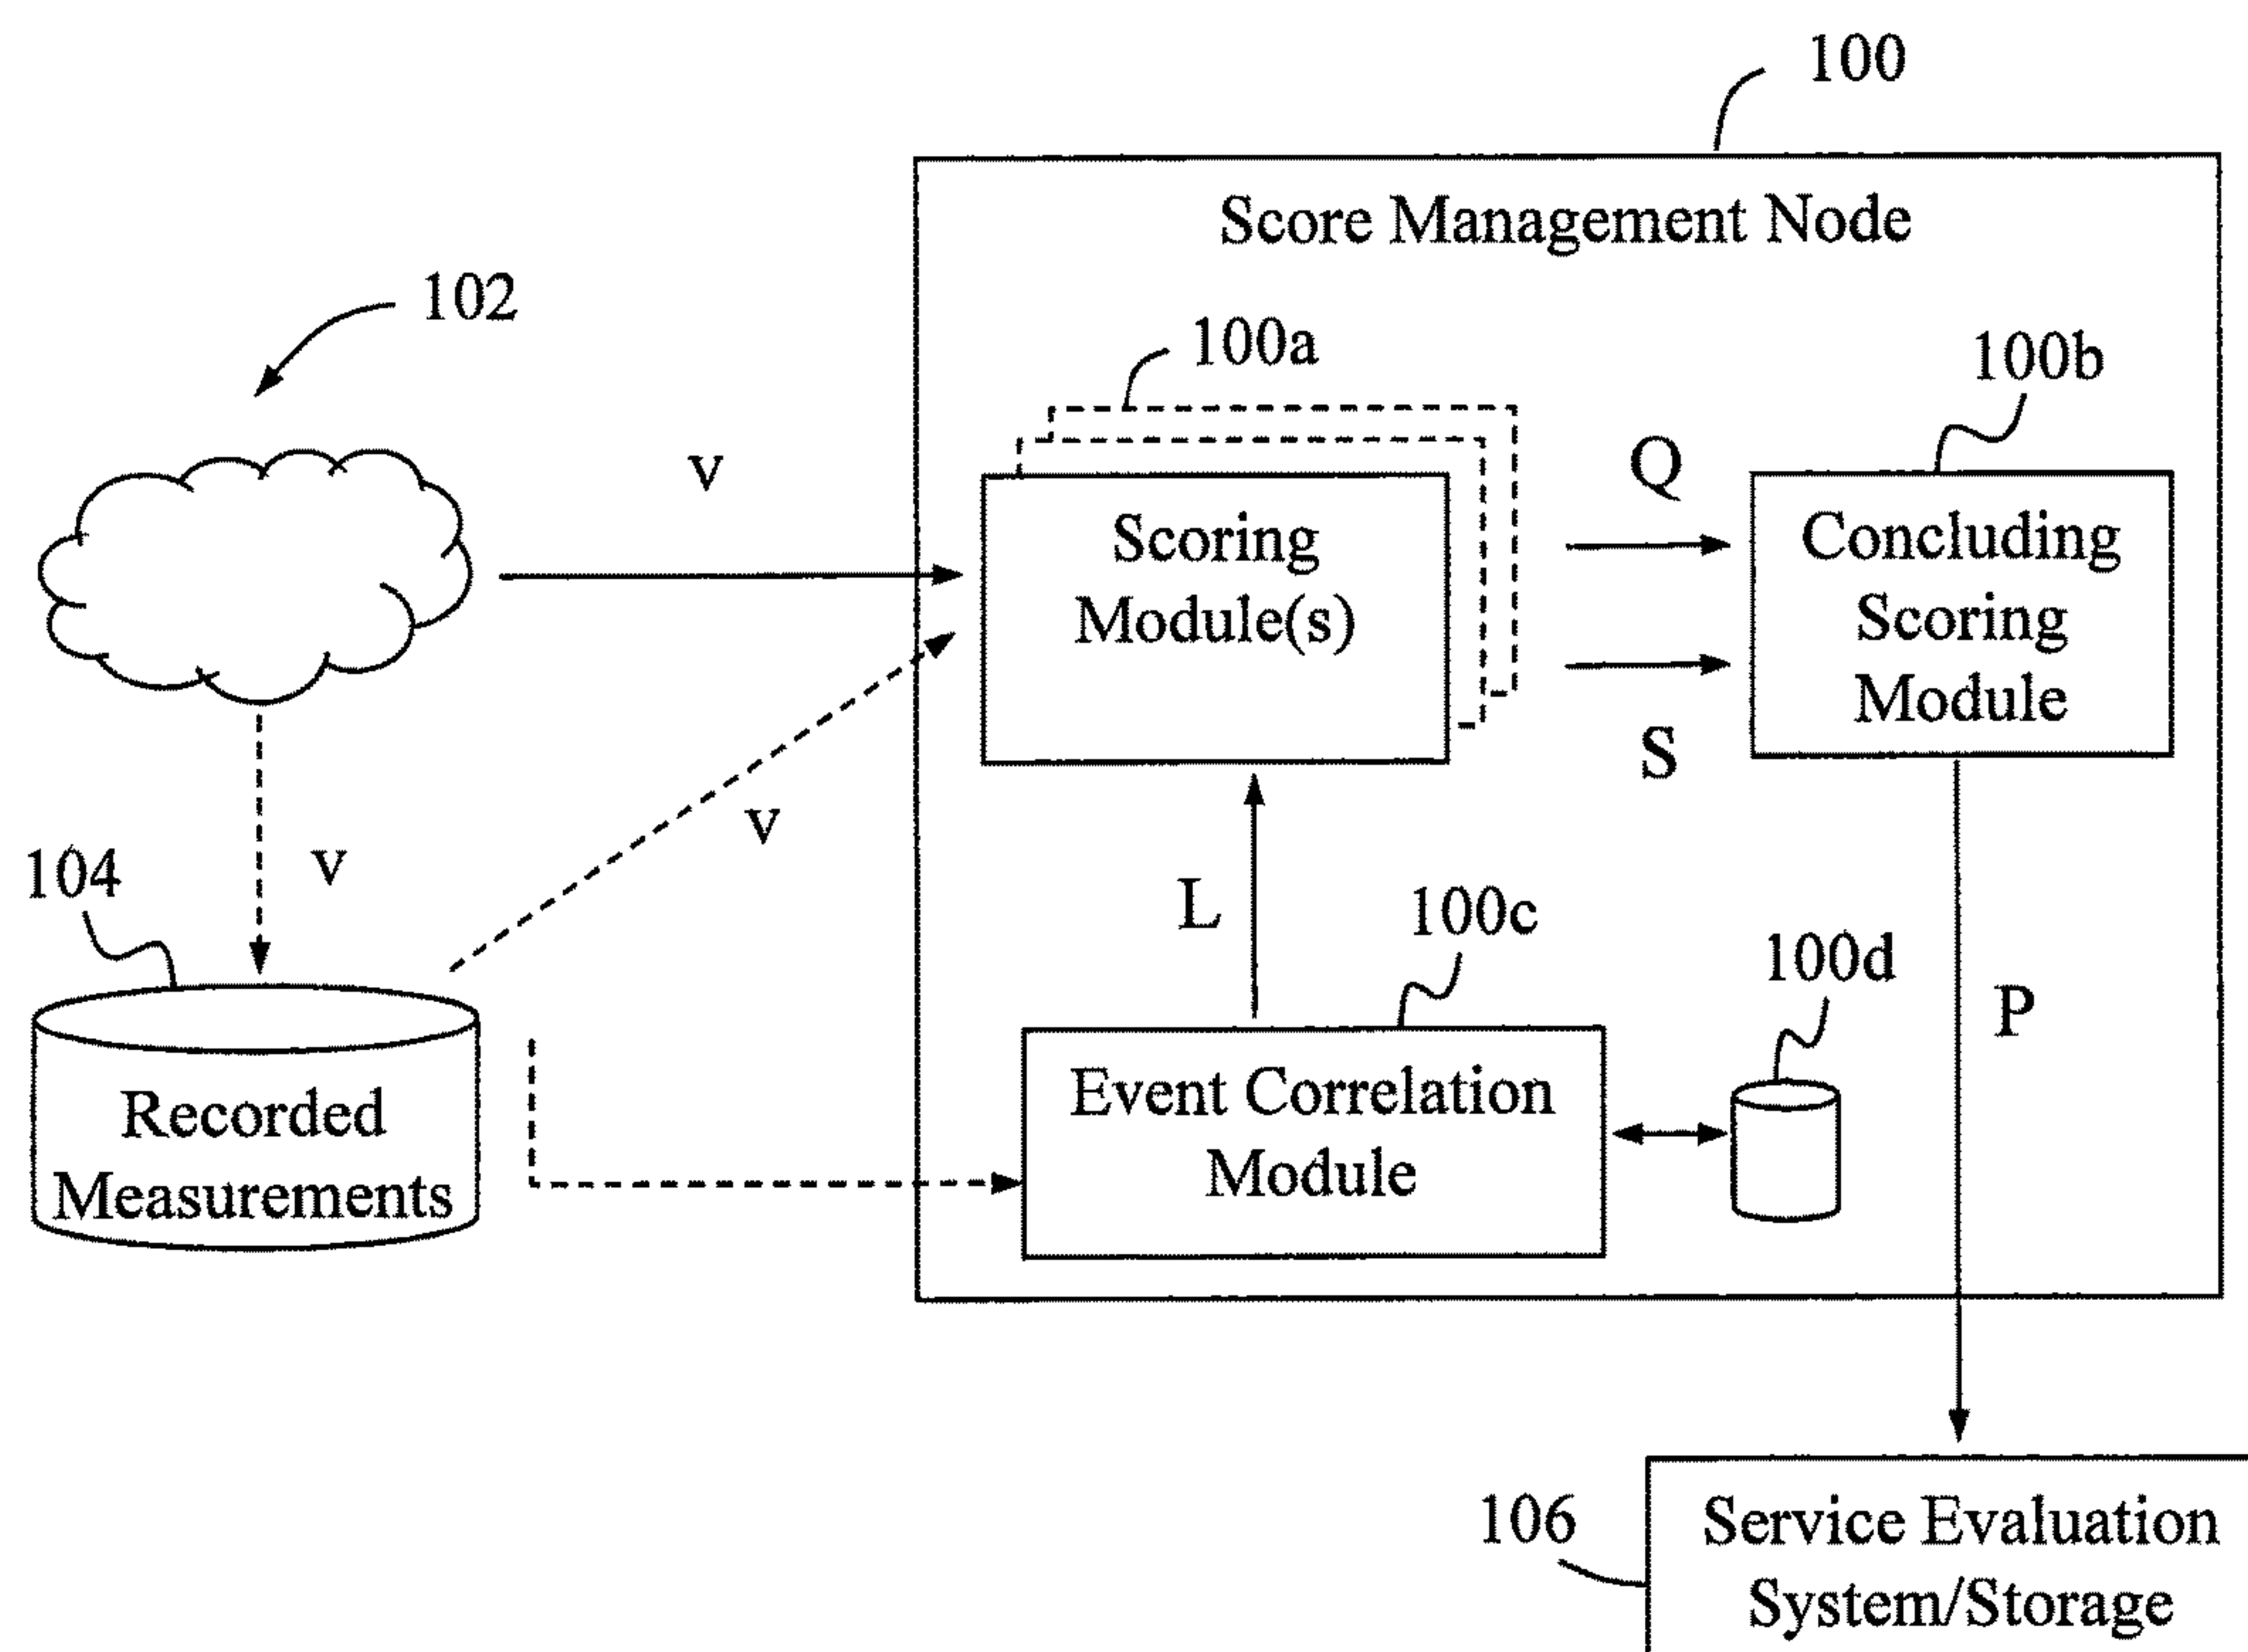 100
Score Management Node
102
100a
100b
v
Q
Scoring
Module(s)
Concluding
Scoring
Module
S
v
v
104
L
100c
100d
P
Recorded
Measurements
Event Correlation
Module
106
Service Evaluation
System/Storage